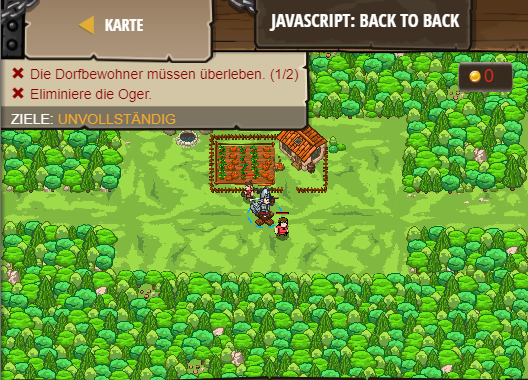 KARTE
JAVASCRIPT: BACK TO BACK
Die Dorfbewohner müssen überleben. (1/2)
Eliminiere die Oger.
ZIELE: UNVOLLSTÄNDIG
0